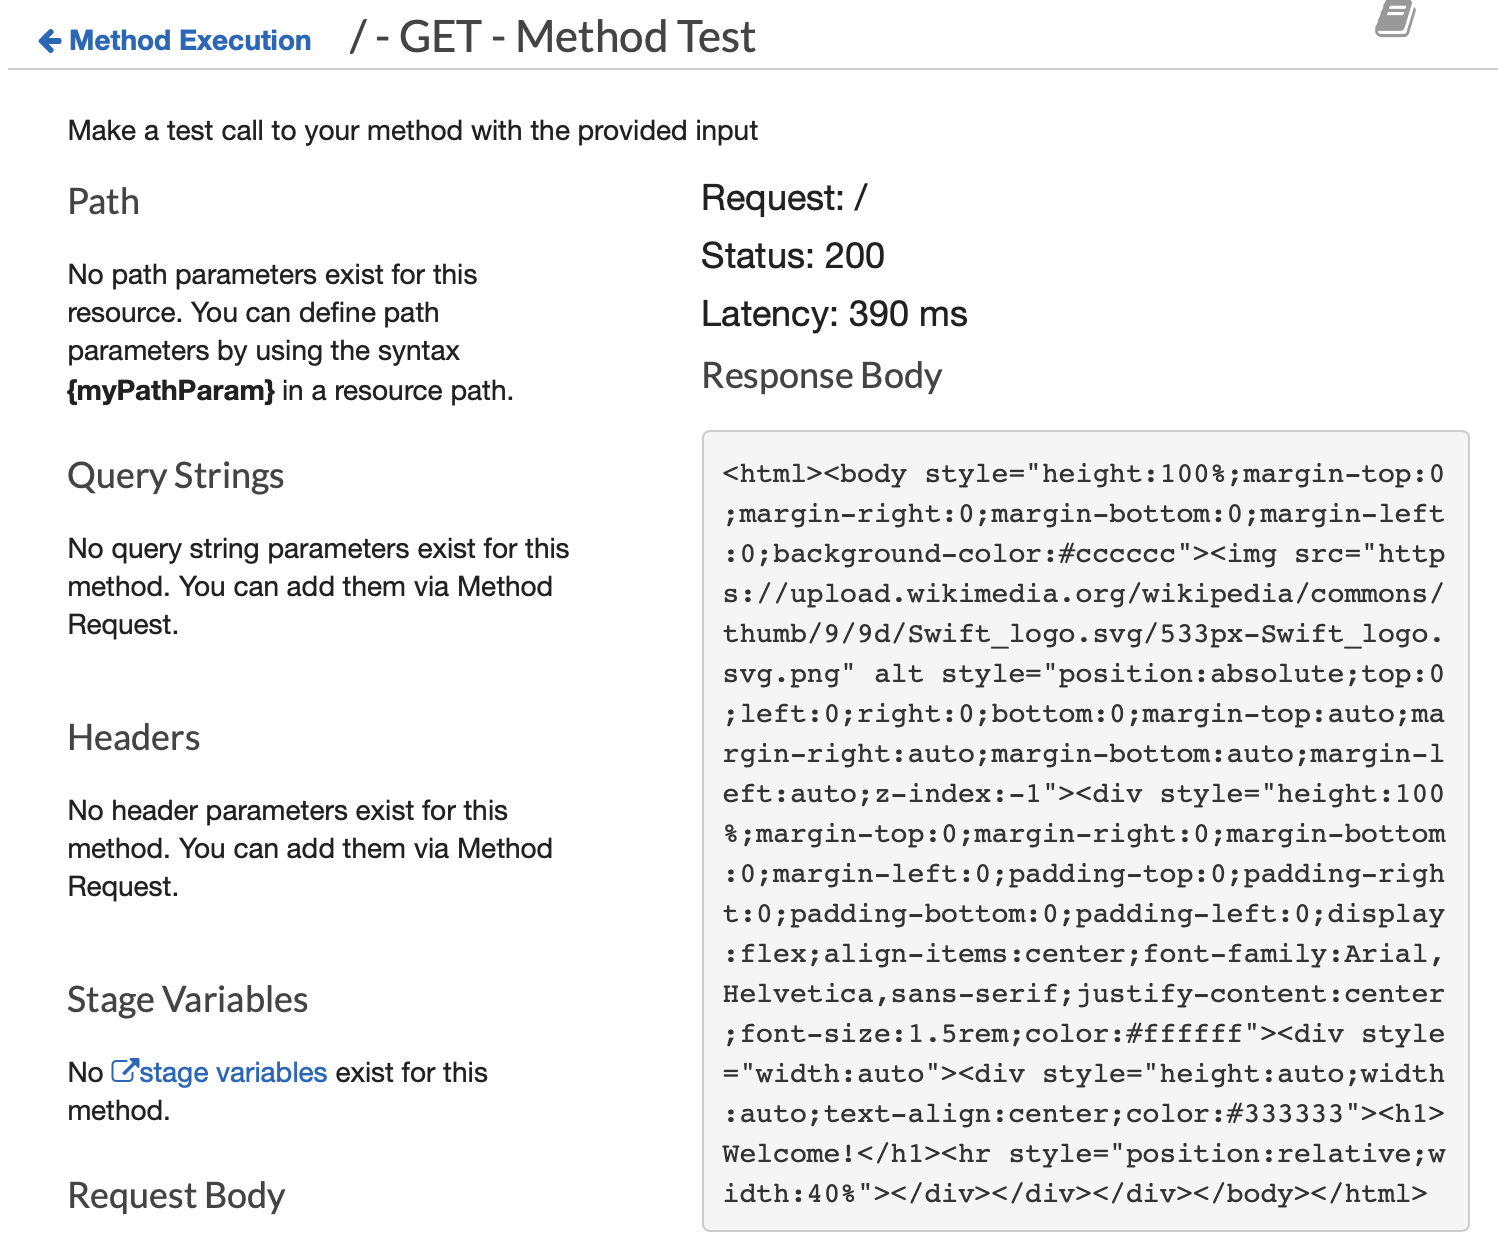 Method Execution / - GET - Method Test
Make a test call to your method with the provided input
Path
No path parameters exist for this
resource. You can define path
parameters by using the syntax
{myPathParam} in a resource path.
Query Strings
No query string parameters exist for this
method. You can add them via Method
Request.
Headers
No header parameters exist for this
method. You can add them via Method
Request.
Stage Variables
No stage variables exist for this
method.
Request Body
Request: /
Status: 200
Latency: 390 ms
Response Body
<html><body style="height:100%;margin-top:0
;margin-right:0;margin-bottom:0;margin-left
:0;background-color:#cccccc"><img src="http
s://upload.wikimedia.org/wikipedia/commons/
thumb/9/9d/Swift_logo.svg/533px-Swift_logo.
svg.png" alt style="position:absolute;top:0
;left:0;right:0;bottom:0;margin-top:auto;ma
rgin-right:auto;margin-bottom:auto;margin-l
eft:auto;z-index:-1"><div style="height:100
%;margin-top:0;margin-right:0;margin-bottom
:0;margin-left:0;padding-top:0;padding-righ
t:0;padding-bottom:0;padding-left:0;display
:flex;align-items:center;font-family:Arial,
Helvetica,sans-serif;justify-content:center
;font-size:1.5rem;color:#ffffff"><div style
="width:auto"><div style="height:auto;width
:auto;text-align:center;color:#333333"><h1>
Welcome!</h1><hr style="position:relative;w
idth:40%"></div></div></div></body></html>